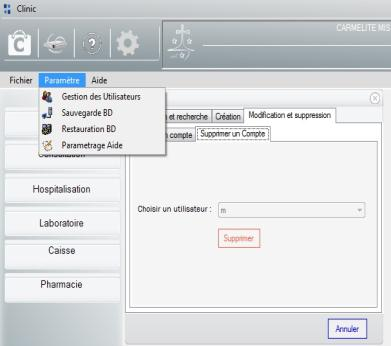 Clinic
CARMELITE MIS
Fichier Paramètre Aide
Gestion des Utilisateurs
Sauvegarde BD
Restauration BD
Parametrage Aide
et recherche Création Modification et suppression
compte Supprimer un Compte
Hospitalisation
Laboratoire
Caisse
Pharmacie
Choisir un utilisateur : m
Supprimer
Annuler